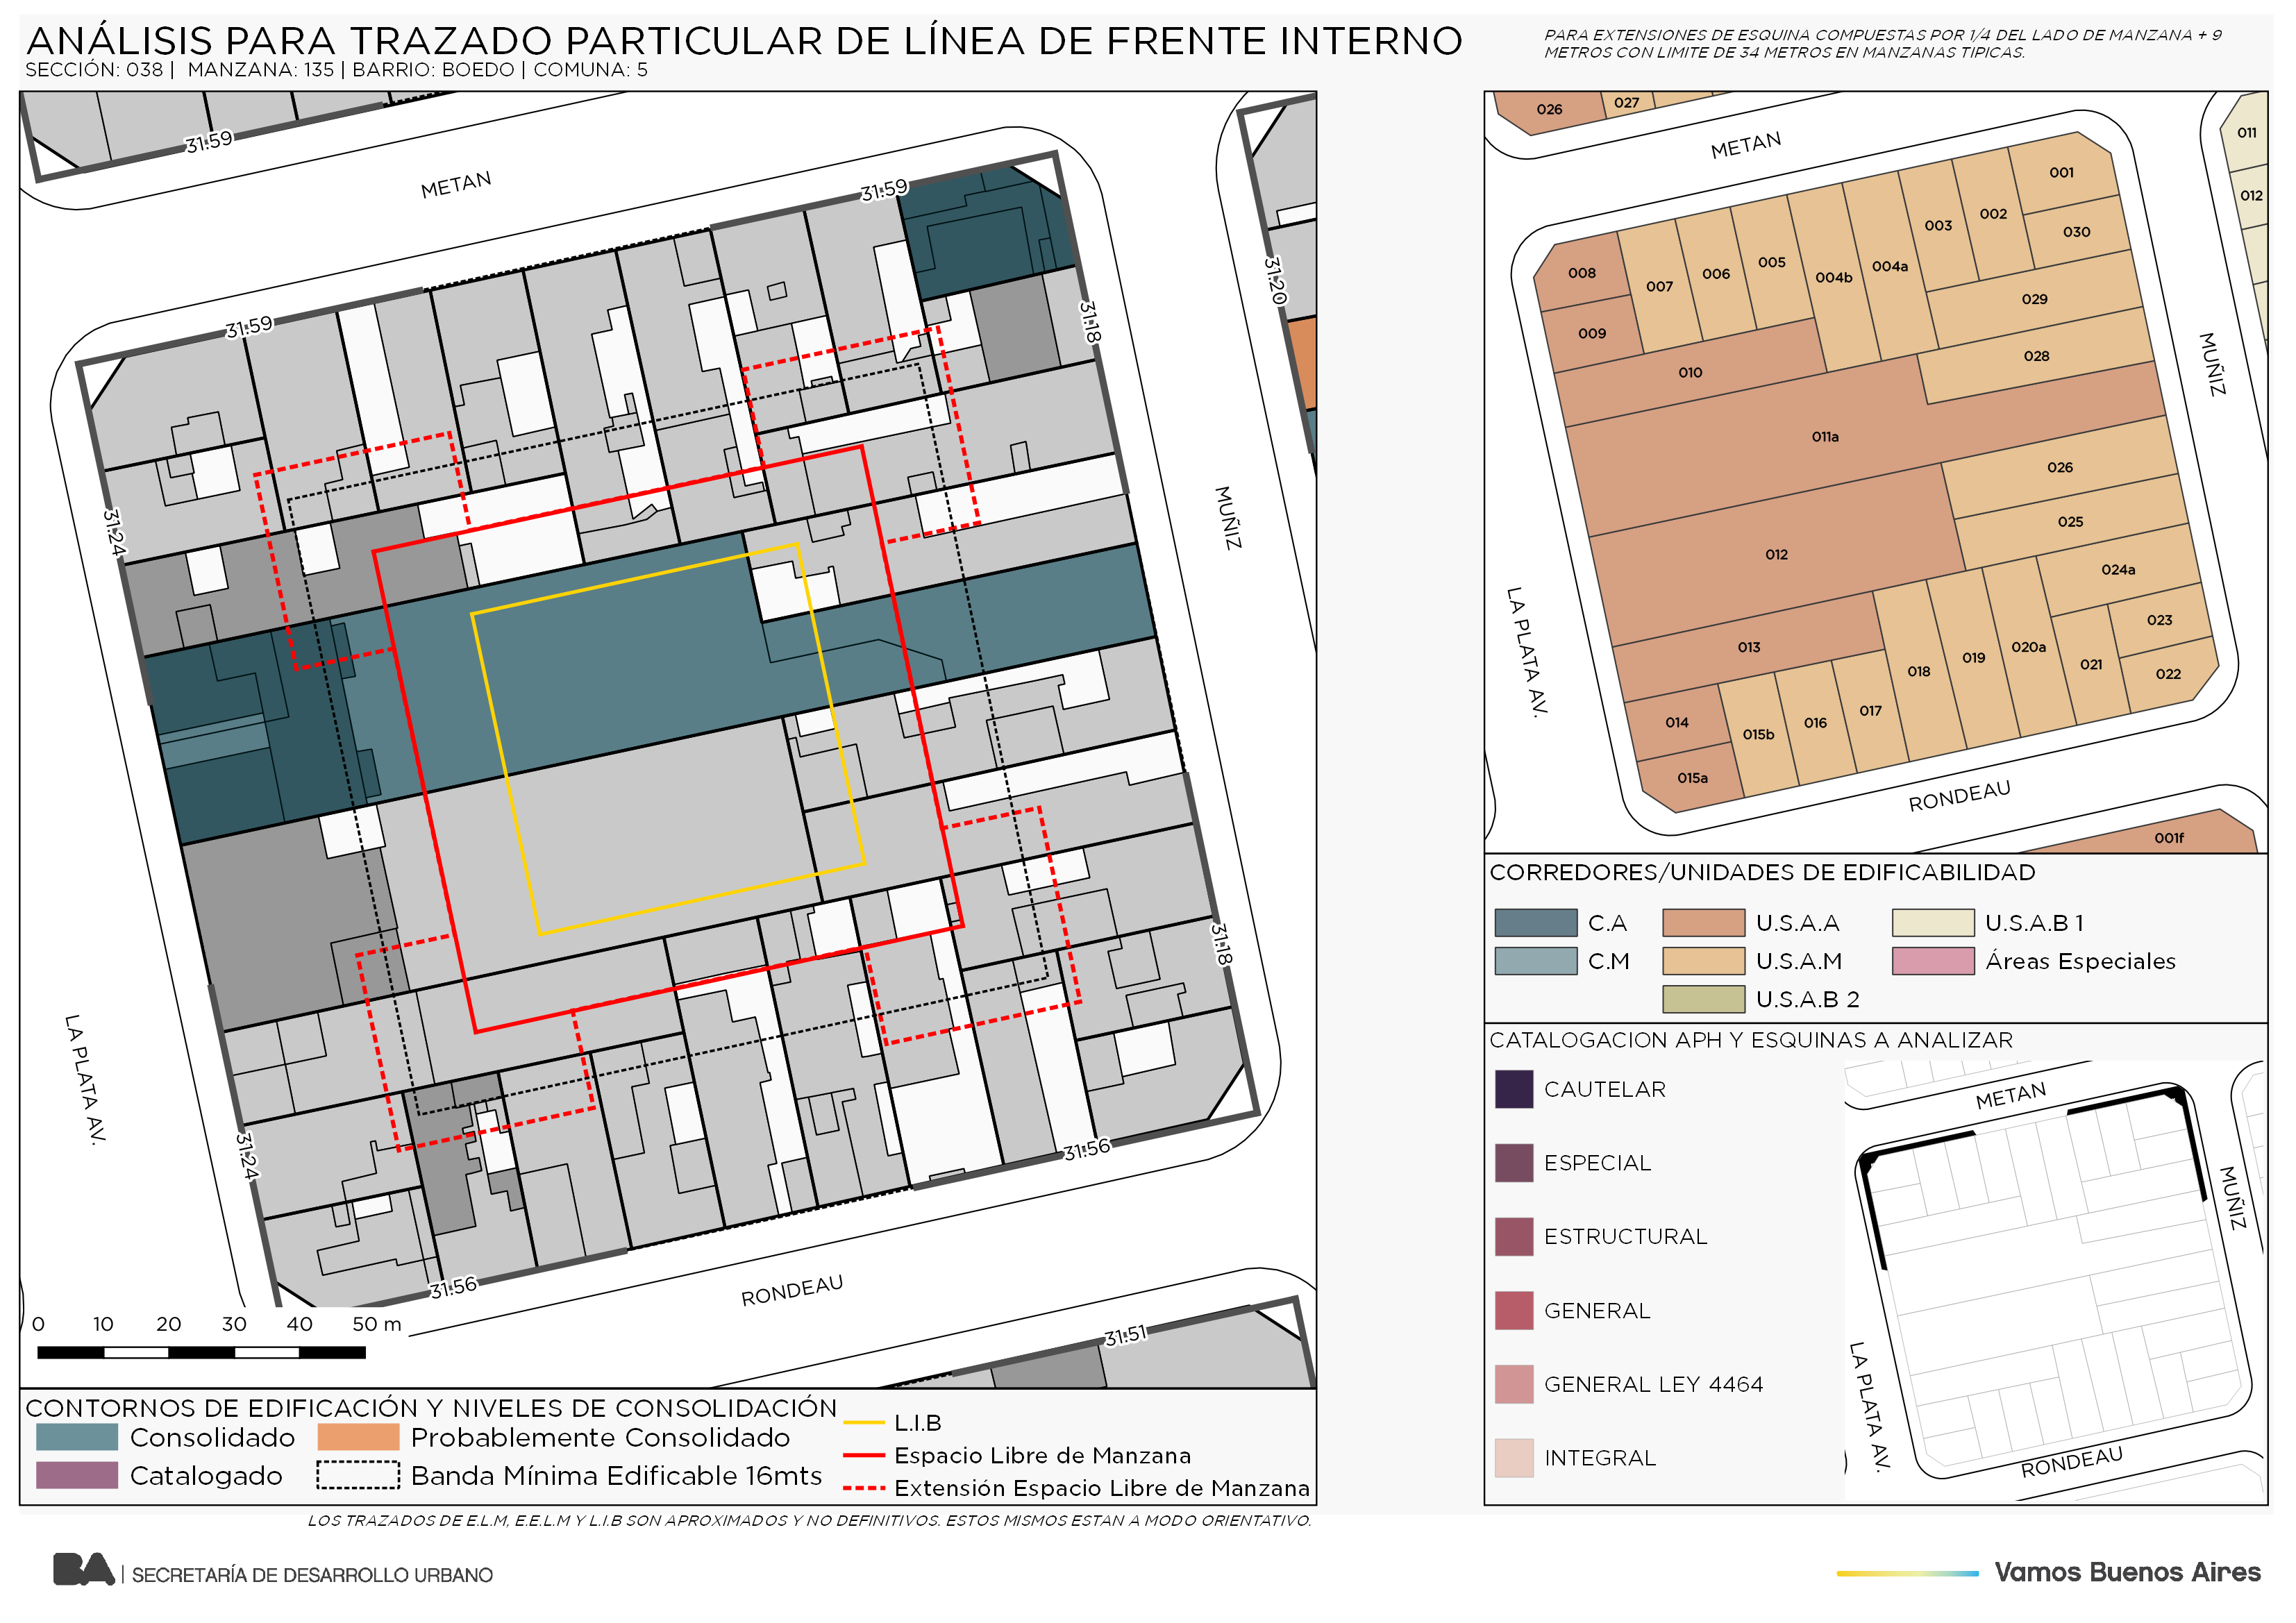 ANÁLISIS PARA TRAZADO PARTICULAR DE LÍNEA DE FRENTE INTERNO
SECCIÓN: 038 | MANZANA: 135 | BARRIO: BOEDO | COMUNA: 5
PARA EXTENSIONES DE ESQUINA COMPUESTAS POR 1/4 DEL LADO DE MANZANA + 9
METROS CON LIMITE DE 34 METROS EN MANZANAS TIPICAS.
31.59
METAN
31.59
31.59
31.20
31.18
31.24
MUÑIZ
31.18
LA PLATA AV.
31.24
31.56
31.56
RONDEAU
31.51
0 10 20 30 40 50 m
CONTORNOS DE EDIFICACIÓN Y NIVELES DE CONSOLIDACIÓN
Consolidado
Probablemente Consolidado
Catalogado
Banda Mínima Edificable 16mts
L.I.B
Espacio Libre de Manzana
Extensión Espacio Libre de Manzana
026
027
METAN
011
012
001
002
003
030
004a
004b
005
006
007
008
029
009
028
010
MUÑIZ
011a
026
025
012
024a
LA PLATA AV.
023
013
020a
019
018
021
022
014
017
016
015b
015a
RONDEAU
001f
CORREDORES/UNIDADES DE EDIFICABILIDAD
C.A
U.S.A.A
U.S.A.B 1
C.M
U.S.A.M
Áreas Especiales
U.S.A.B 2
CATALOGACION APH Y ESQUINAS A ANALIZAR
CAUTELAR
ESPECIAL
ESTRUCTURAL
GENERAL
GENERAL LEY 4464
INTEGRAL
METAN
MUÑIZ
LA PLATA AV.
RONDEAU
LOS TRAZADOS DE E.L.M, E.E.L.M Y L.I.B SON APROXIMADOS Y NO DEFINITIVOS. ESTOS MISMOS ESTAN A MODO ORIENTATIVO.
BA | SECRETARÍA DE DESARROLLO URBANO
Vamos Buenos Aires